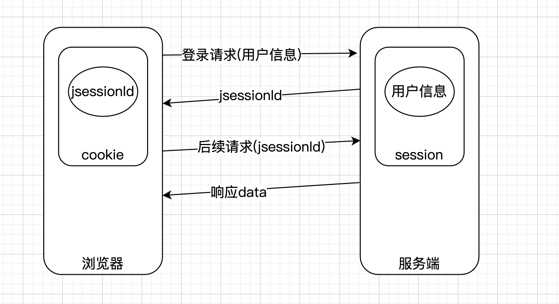 登录请求(用户信息)
jsessionId
用户信息
jsessionId
后续请求(jsessionId)
cookie
session
响应data
浏览器
服务端